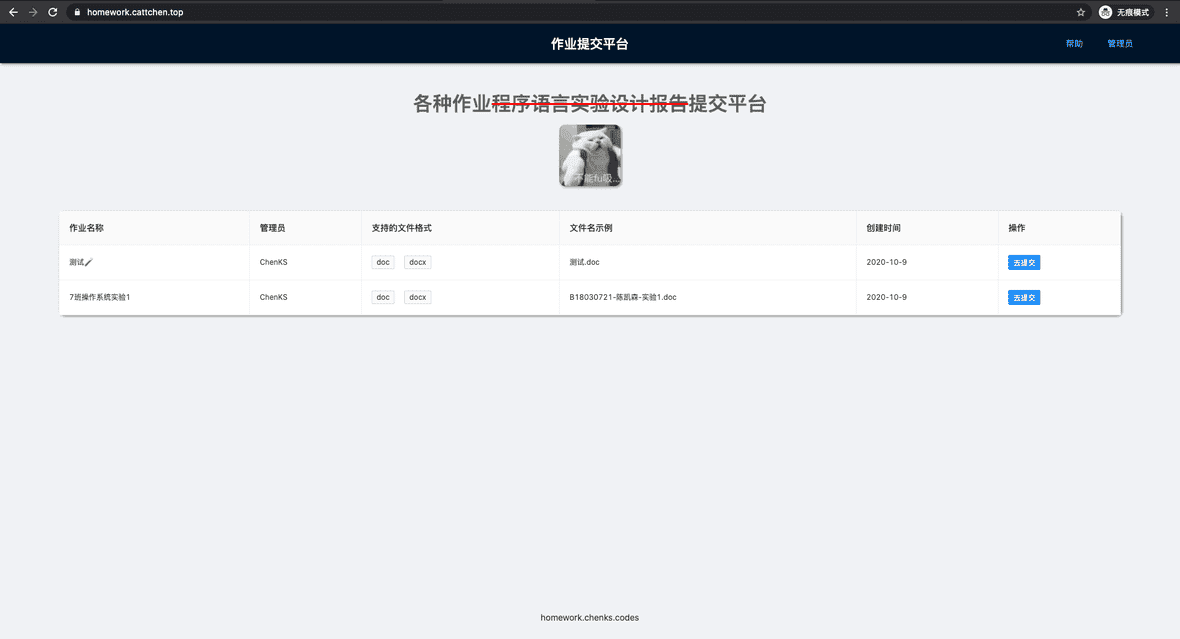 homework.cattchen.top
无痕模式
作业提交平台
帮助 管理员
各种作业程序语言实验设计报告提交平台
不能fu吸...
作业名称 管理员 支持的文件格式 文件名示例 创建时间 操作
测试🖊 ChenKS doc docx 测试.doc 2020-10-9 去提交
7班操作系统实验1 ChenKS doc docx B18030721-陈凯森-实验1.doc 2020-10-9 去提交
homework.chenks.codes